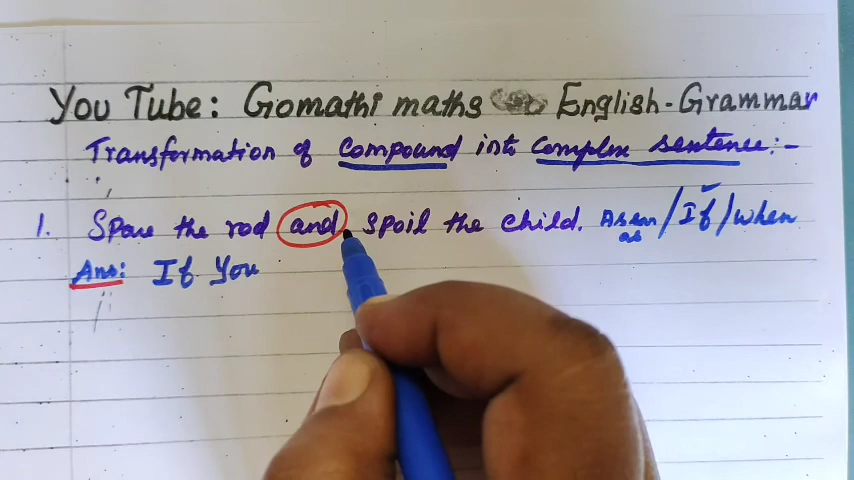 You Tube: Gomathi maths English-Grammar
Transformation of compound into complex sentence:-
1. Spare the rod and spoil the child. As soon as / If / when
Ans: If You